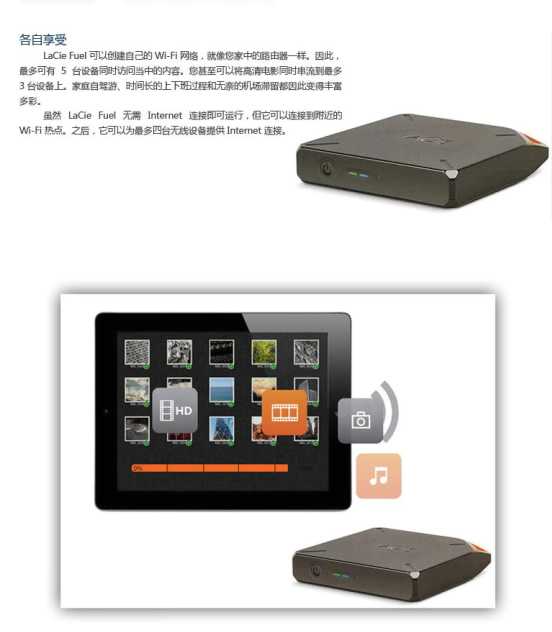 各自享受
LaCie Fuel 可以创建自己的 Wi-Fi 网络，就像您家中的路由器一样。因此，
最多可有 5 台设备同时访问当中的内容。您甚至可以将高清电影同时串流到最多
3 台设备上。家庭自驾游、时间长的上下班过程和无奈的机场滞留都因此变得丰富
多彩。
虽然 LaCie Fuel 无需 Internet 连接即可运行，但它可以连接到附近的
Wi-Fi 热点。之后，它可以为最多四台无线设备提供 Internet 连接。
HD
0%